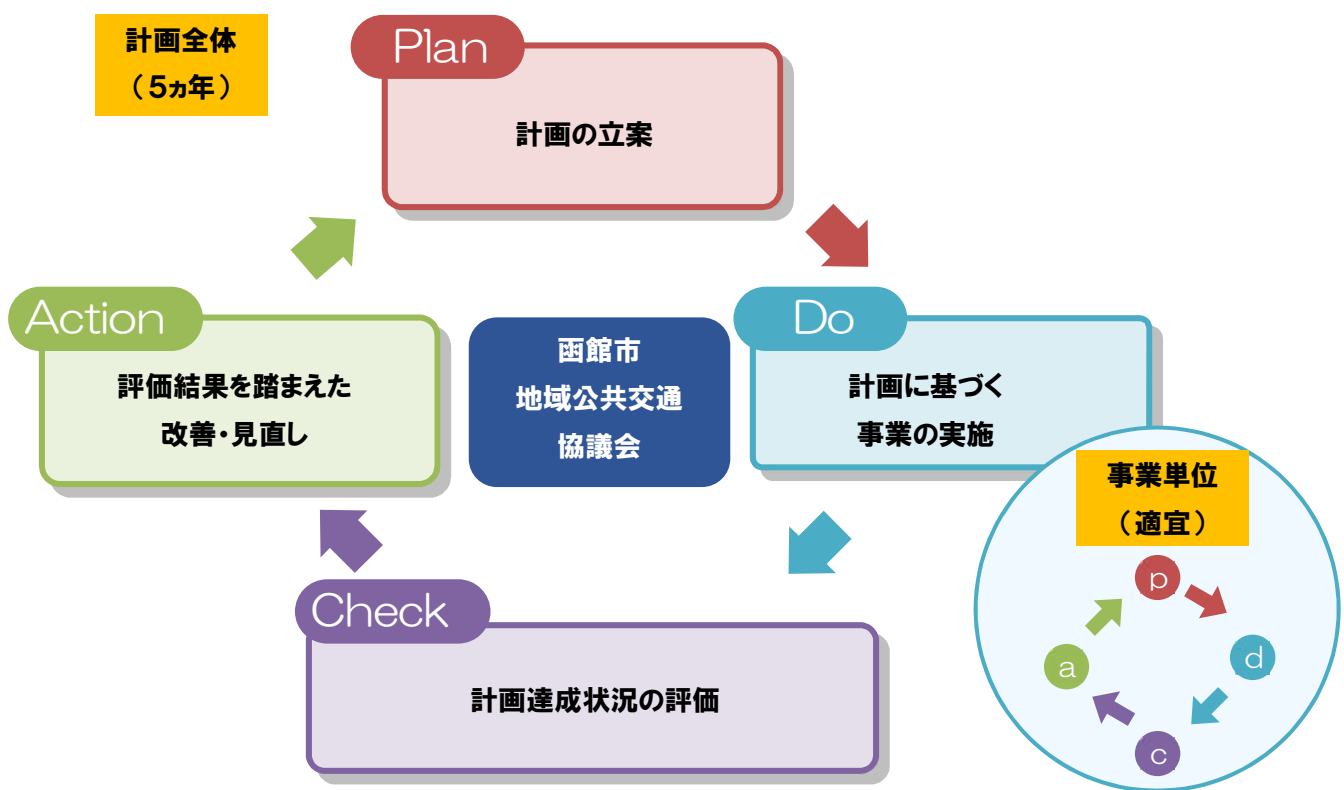 計画全体
（5ヵ年）
Plan
計画の立案
Action
評価結果を踏まえた
改善・見直し
函館市
地域公共交通
協議会
Do
計画に基づく
事業の実施
事業単位
（適宜）
p
d
c
a
Check
計画達成状況の評価